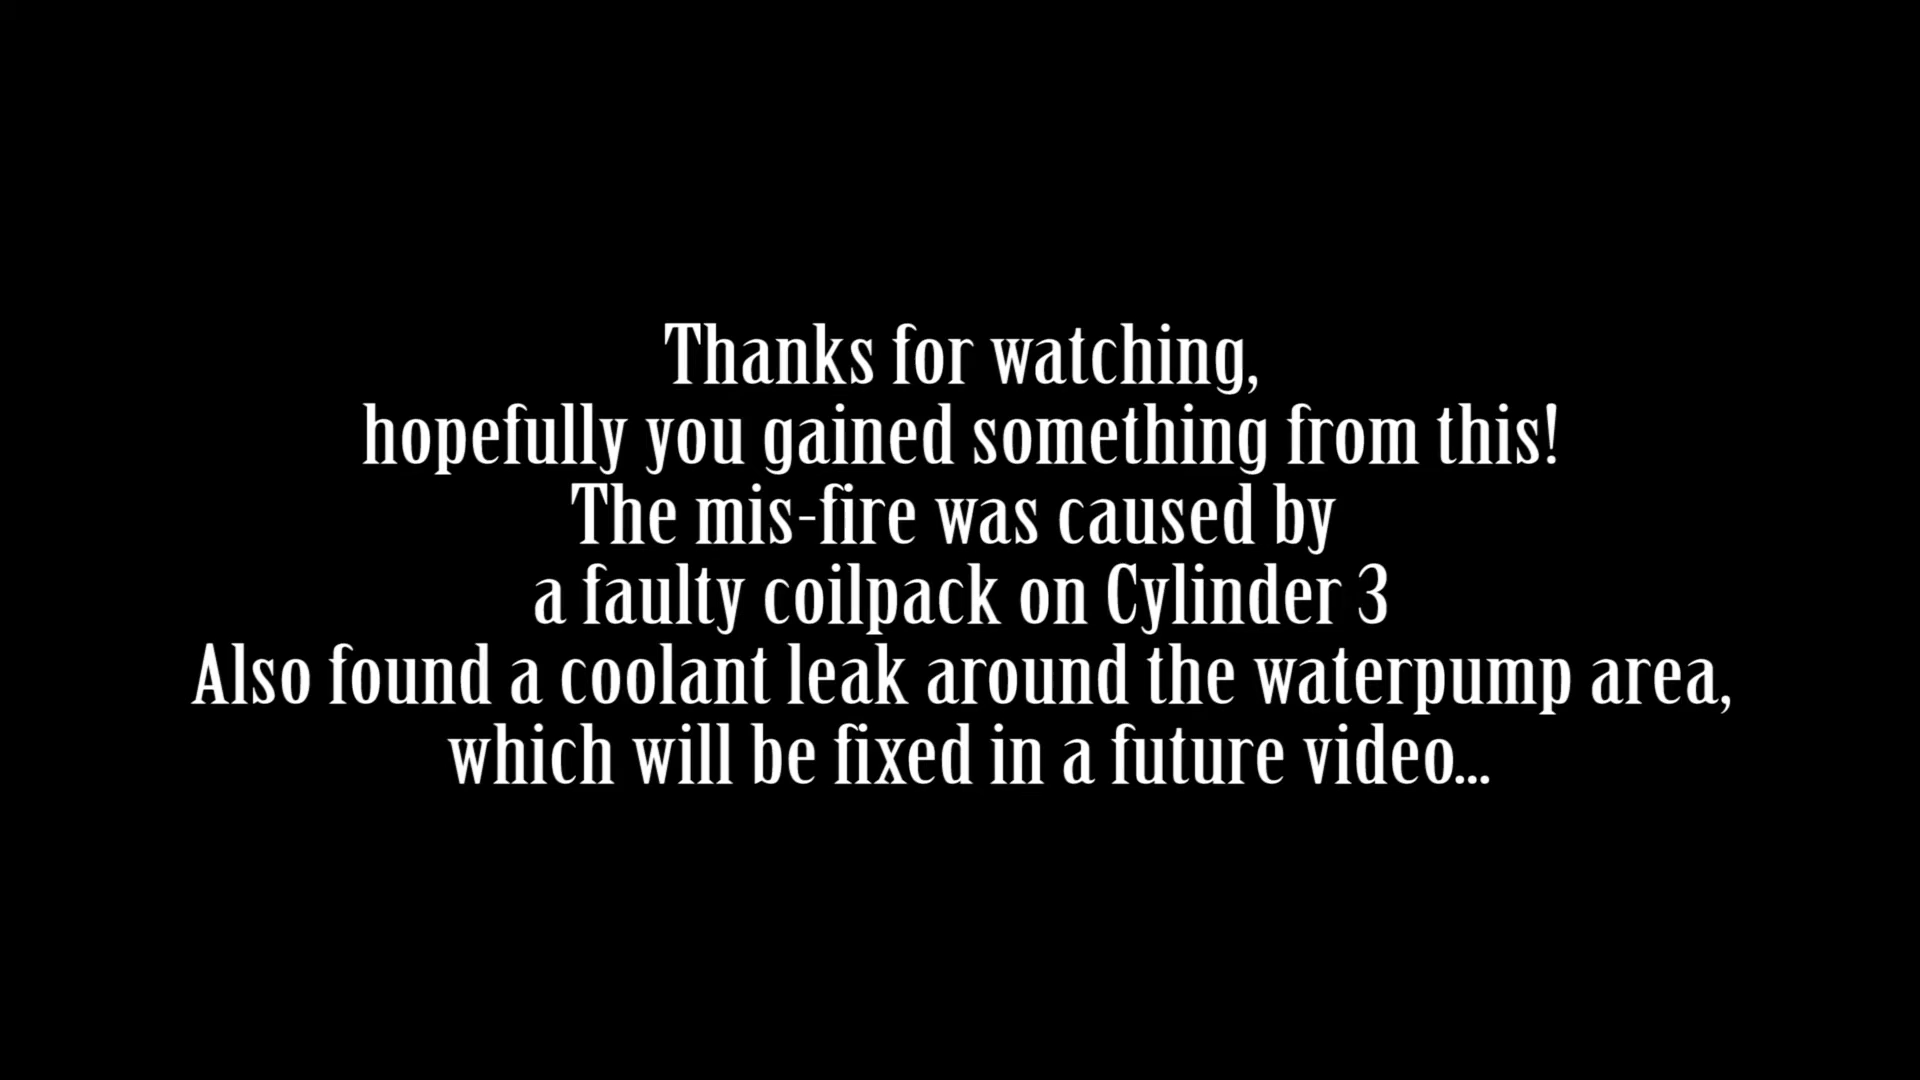 Thanks for watching,
hopefully you gained something from this!
The mis-fire was caused by
a faulty coilpack on Cylinder 3
Also found a coolant leak around the waterpump area,
which will be fixed in a future video...